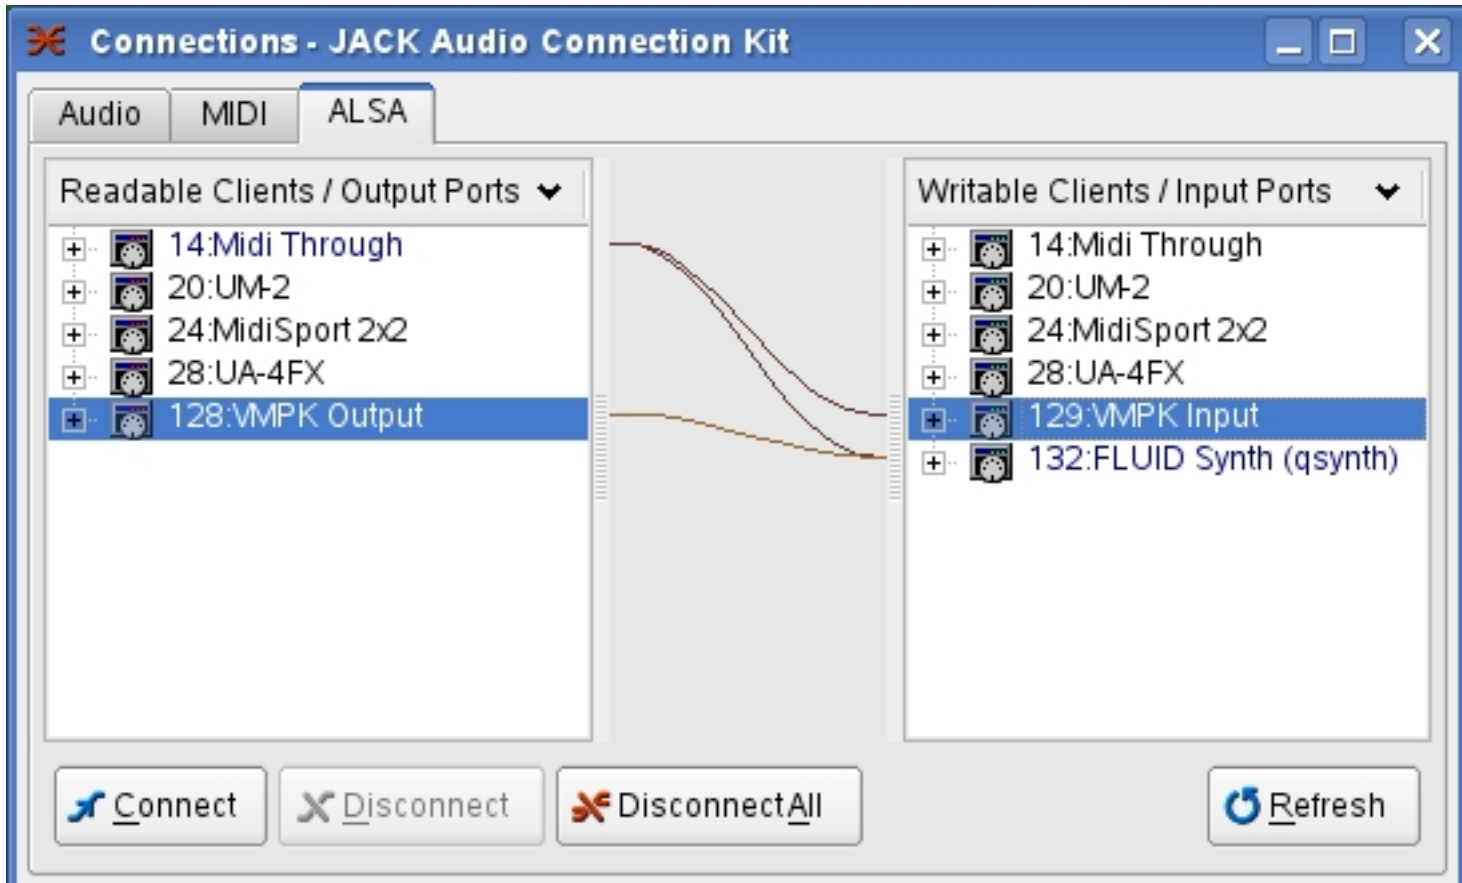 Connections - JACK Audio Connection Kit
Audio MIDI ALSA
Readable Clients / Output Ports
14:Midi Through
20:UM-2
24:MidiSport 2x2
28:UA-4FX
128:VMPK Output
Writable Clients / Input Ports
14:Midi Through
20:UM-2
24:MidiSport 2x2
28:UA-4FX
129:VMPK Input
132:FLUID Synth (qsynth)
Connect Disconnect Disconnect All Refresh